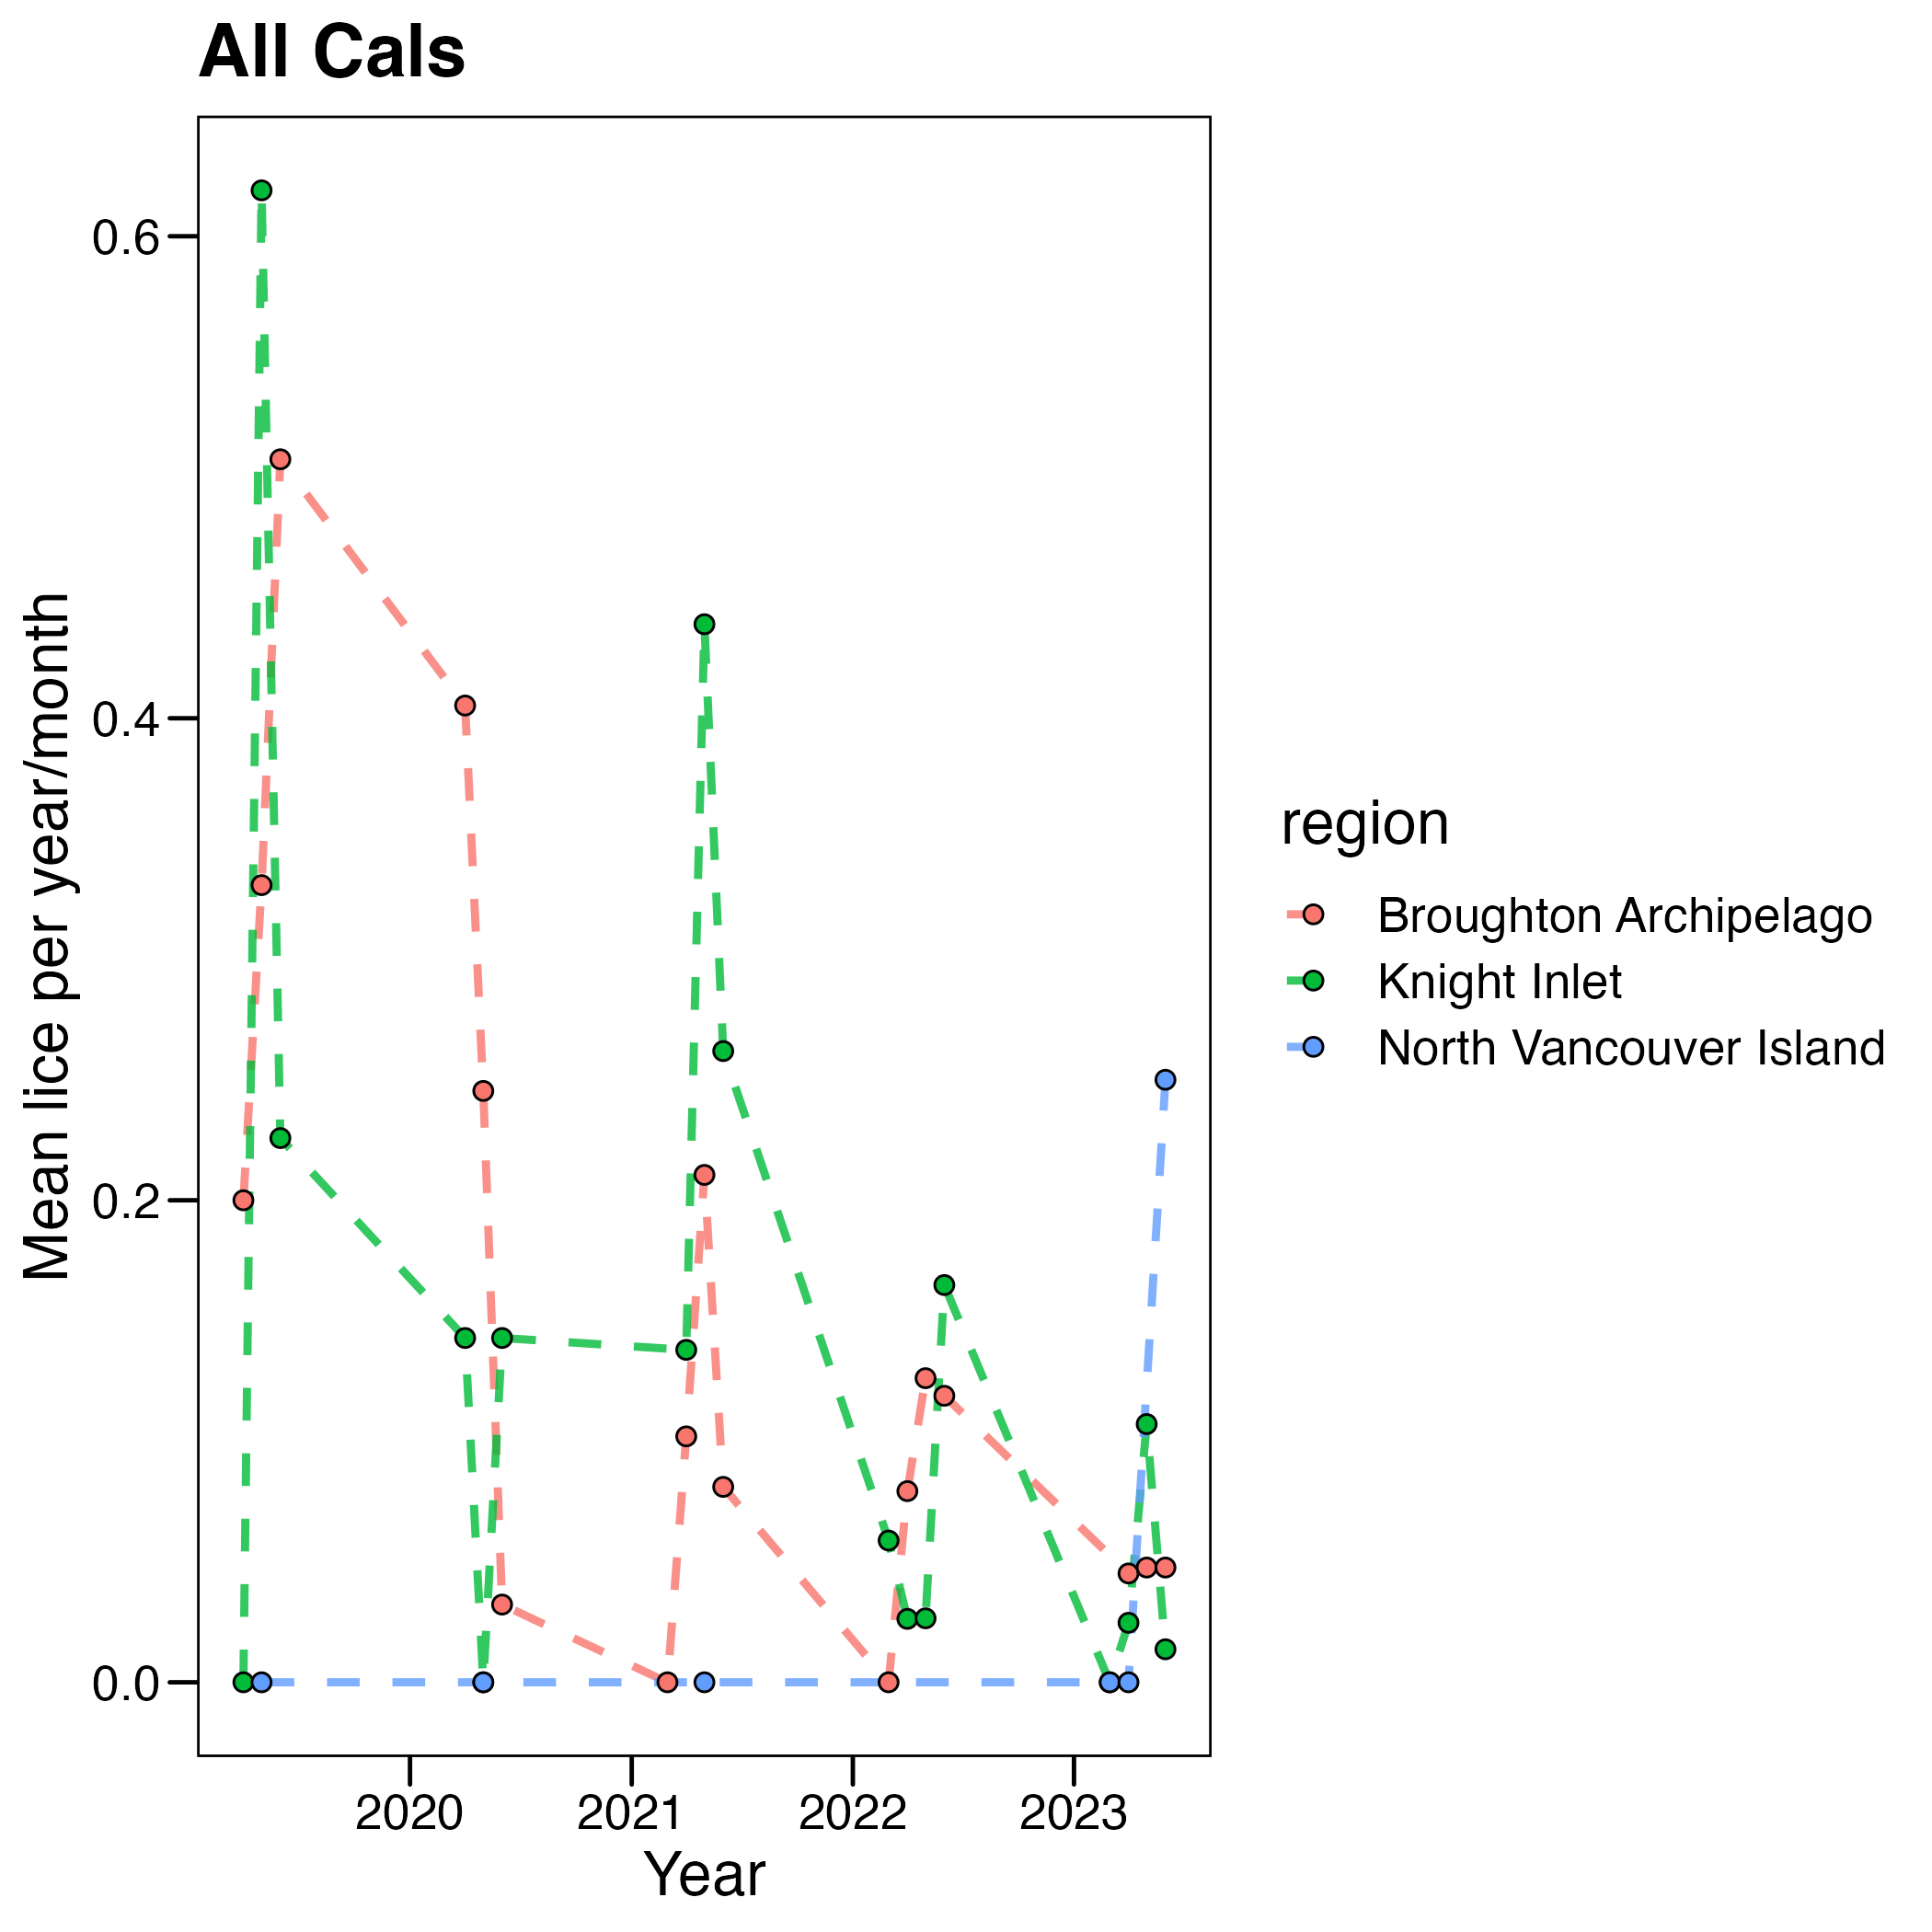 All Cals
Mean lice per year/month
0.6
0.4
0.2
0.0
2020 2021 2022 2023
Year
region
Broughton Archipelago
Knight Inlet
North Vancouver Island